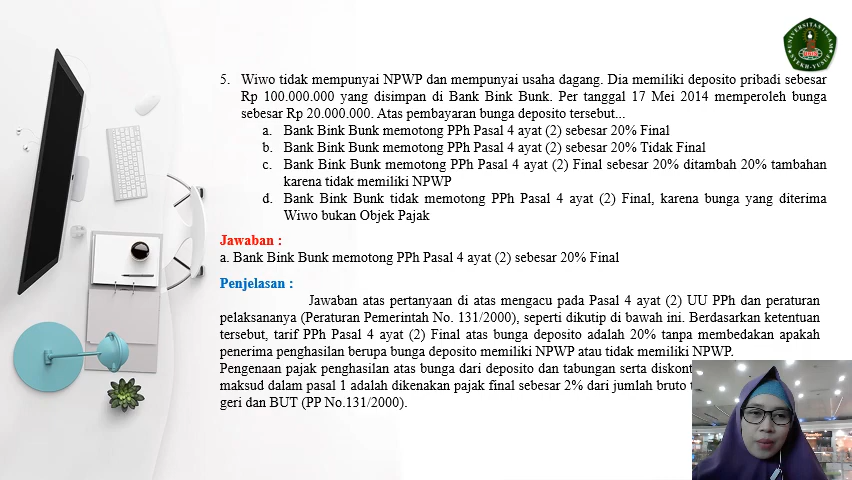 5. Wiwo tidak mempunyai NPWP dan mempunyai usaha dagang. Dia memiliki deposito pribadi sebesar
Rp 100.000.000 yang disimpan di Bank Bink Bunk. Per tanggal 17 Mei 2014 memperoleh bunga
sebesar Rp 20.000.000. Atas pembayaran bunga deposito tersebut...
a. Bank Bink Bunk memotong PPh Pasal 4 ayat (2) sebesar 20% Final
b. Bank Bink Bunk memotong PPh Pasal 4 ayat (2) sebesar 20% Tidak Final
c. Bank Bink Bunk memotong PPh Pasal 4 ayat (2) Final sebesar 20% ditambah 20% tambahan
karena tidak memiliki NPWP
d. Bank Bink Bunk tidak memotong PPh Pasal 4 ayat (2) Final, karena bunga yang diterima
Wiwo bukan Objek Pajak
Jawaban :
a. Bank Bink Bunk memotong PPh Pasal 4 ayat (2) sebesar 20% Final
Penjelasan :
Jawaban atas pertanyaan di atas mengacu pada Pasal 4 ayat (2) UU PPh dan peraturan
pelaksananya (Peraturan Pemerintah No. 131/2000), seperti dikutip di bawah ini. Berdasarkan ketentuan
tersebut, tarif PPh Pasal 4 ayat (2) Final atas bunga deposito adalah 20% tanpa membedakan apakah
penerima penghasilan berupa bunga deposito memiliki NPWP atau tidak memiliki NPWP.
Pengenaan pajak penghasilan atas bunga dari deposito dan tabungan serta diskont
maksud dalam pasal 1 adalah dikenakan pajak final sebesar 2% dari jumlah bruto
geri dan BUT (PP No.131/2000).